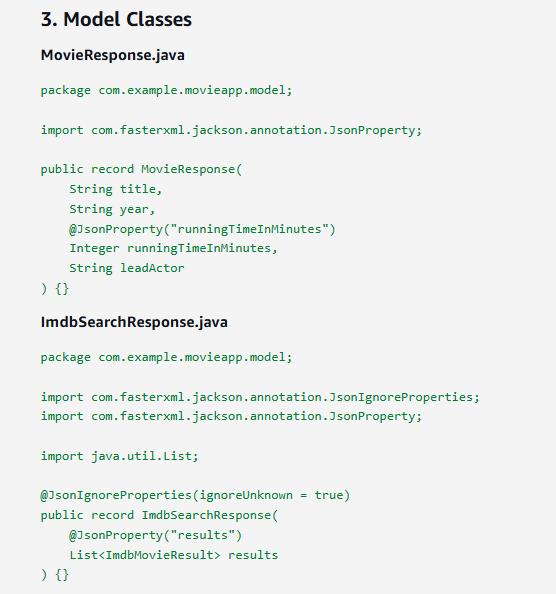 3. Model Classes
MovieResponse.java
package com.example.movieapp.model;
import com.fasterxml.jackson.annotation.JsonProperty;
public record MovieResponse(
    String title,
    String year,
    @JsonProperty("runningTimeInMinutes")
    Integer runningTimeInMinutes,
    String leadActor
) {}
ImdbSearchResponse.java
package com.example.movieapp.model;
import com.fasterxml.jackson.annotation.JsonIgnoreProperties;
import com.fasterxml.jackson.annotation.JsonProperty;
import java.util.List;
@JsonIgnoreProperties(ignoreUnknown = true)
public record ImdbSearchResponse(
    @JsonProperty("results")
    List<ImdbMovieResult> results
) {}